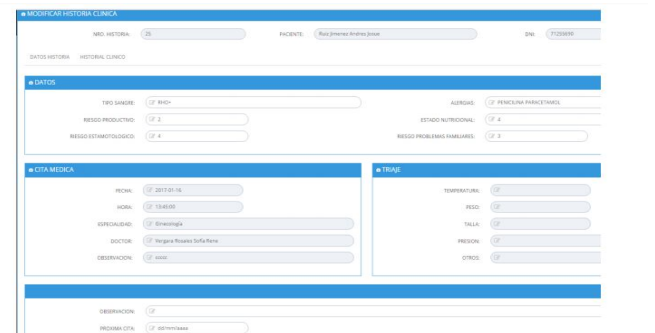 MODIFICAR HISTORIA CLINICA
NRO. HISTORIA: 25 PACIENTE: Ruiz Jimenez Andres Josue DNI: 71255690
DATOS HISTORIA HISTORIAL CLINICO
DATOS
TIPO SANGRE: RHO+ ALERGIAS: PENICILINA PARACETAMOL
RIESGO PRODUCTIVO: 2 ESTADO NUTRICIONAL: 4
RIESGO ESTAMOTOLOGICO: 4 RIESGO PROBLEMAS FAMILIARES: 3
CITA MEDICA TRIAJE
FECHA: 2017-01-16 TEMPERATURA:
HORA: 13:45:00 PESO:
ESPECIALIDAD: Ginecología TALLA:
DOCTOR: Vergara Rosales Sofia Rene PRESION:
OBSERVACION: OTROS:
OBSERVACION:
PROXIMA CITA: dd/mm/aaaa